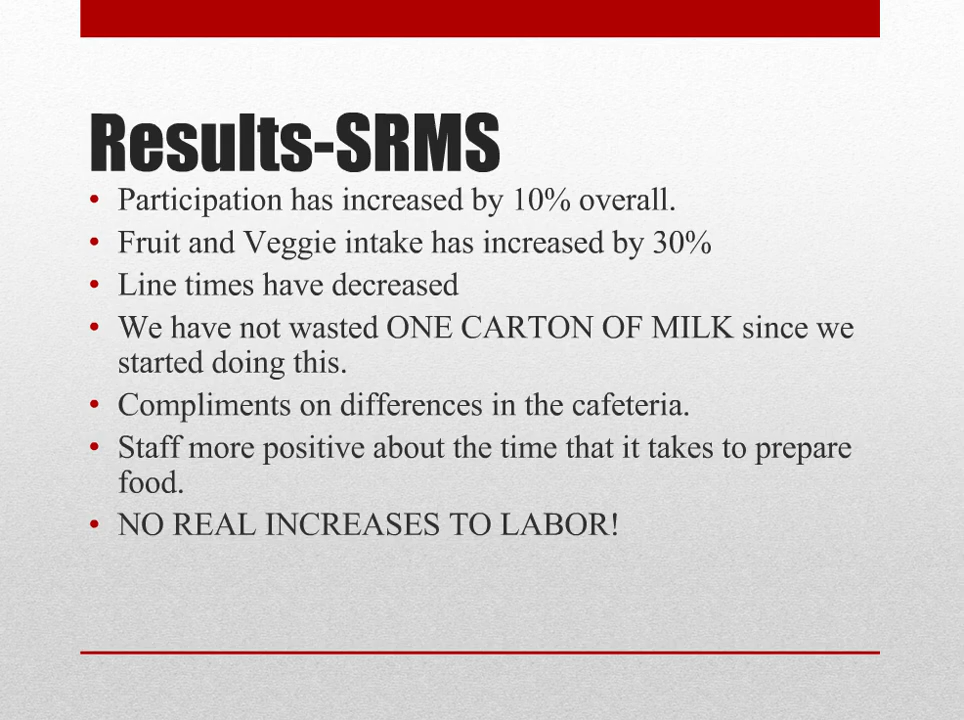 Results-SRMS
• Participation has increased by 10% overall.
• Fruit and Veggie intake has increased by 30%
• Line times have decreased
• We have not wasted ONE CARTON OF MILK since we
started doing this.
• Compliments on differences in the cafeteria.
• Staff more positive about the time that it takes to prepare
food.
• NO REAL INCREASES TO LABOR!